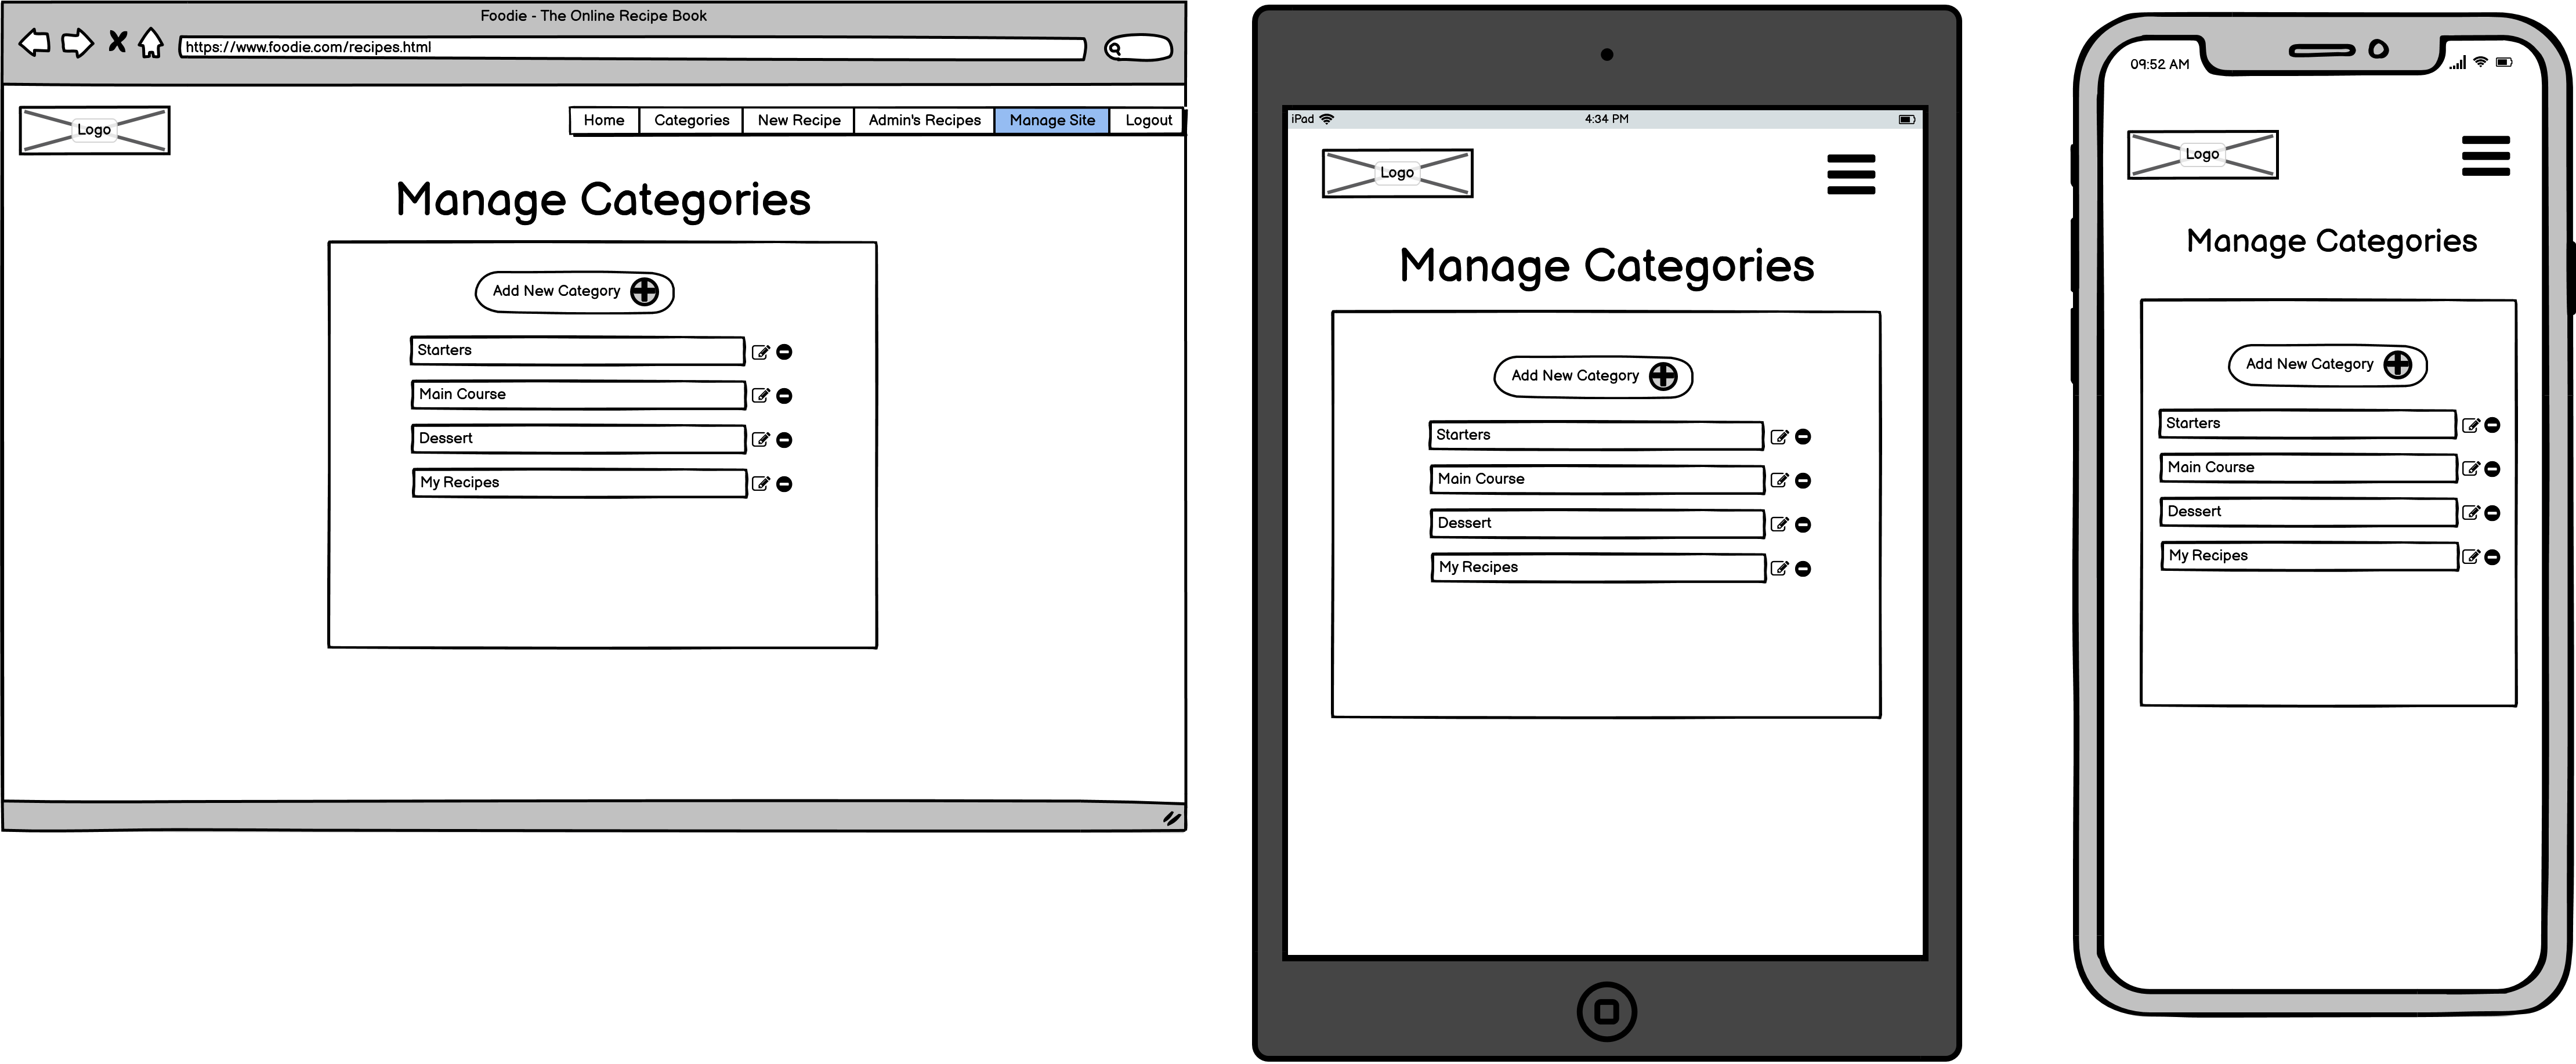 Foodie - The Online Recipe Book
https://www.foodie.com/recipes.html
Logo
Home Categories New Recipe Admin's Recipes Manage Site Logout
Manage Categories
Add New Category
Starters
Main Course
Dessert
My Recipes
iPad 4:34 PM
Logo
Manage Categories
Add New Category
Starters
Main Course
Dessert
My Recipes
09:52 AM
Logo
Manage Categories
Add New Category
Starters
Main Course
Dessert
My Recipes